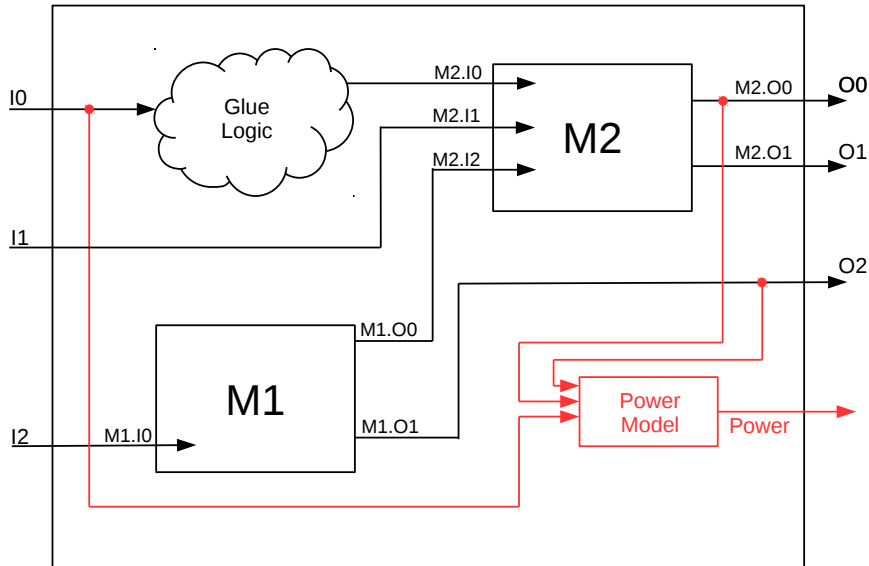 I0
Glue
Logic
M2.I0
M2.I1
M2.I2
M2
M2.O0
M2.O1
O0
O1
I1
O2
M1.O0
M1
M1.O1
I2
M1.I0
Power
Model
Power